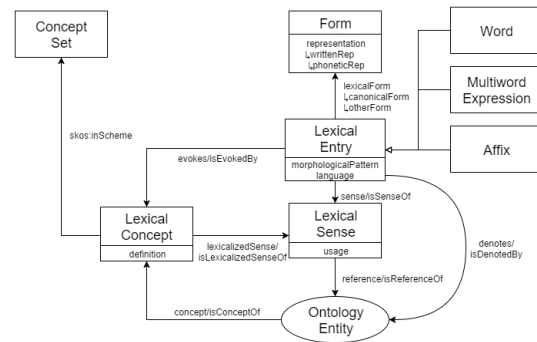 Concept
Set
Form
representation
↳writtenRep
↳phoneticRep
Word
Multiword
Expression
Affix
lexicalForm
↳canonicalForm
↳otherForm
skos:inScheme
Lexical
Entry
morphologicalPattern
language
evokes/isEvokedBy
sense/isSenseOf
Lexical
Concept
definition
lexicalizedSense/
isLexicalizedSenseOf
Lexical
Sense
usage
denotes/
isDenotedBy
reference/isReferenceOf
concept/isConceptOf
Ontology
Entity